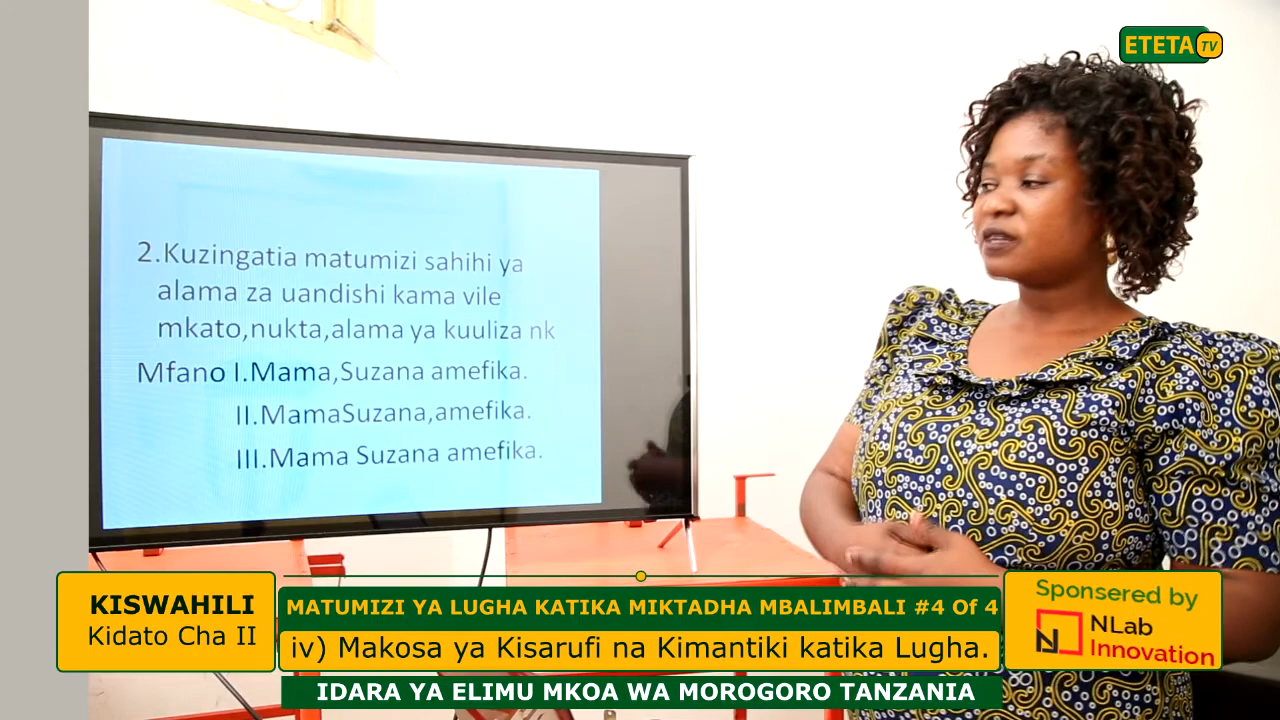 ETETA TV
2.Kuzingatia matumizi sahihi ya
alama za uandishi kama vile
mkato,nukta,alama ya kuuliza nk
Mfano I.Mama,Suzana amefika.
II.MamaSuzana,amefika.
III.Mama Suzana amefika.
KISWAHILI
Kidato Cha II
MATUMIZI YA LUGHA KATIKA MIKTADHA MBALIMBALI #4 Of 4
iv) Makosa ya Kisarufi na Kimantiki katika Lugha.
IDARA YA ELIMU MKOA WA MOROGORO TANZANIA
Sponsered by
NLab
Innovation